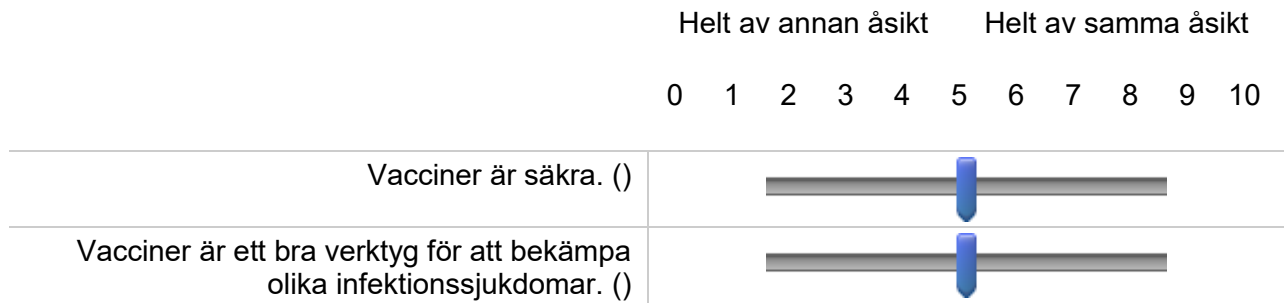 Helt av annan åsikt Helt av samma åsikt
0 1 2 3 4 5 6 7 8 9 10
Vacciner är säkra. ()
Vacciner är ett bra verktyg för att bekämpa
olika infektionssjukdomar. ()